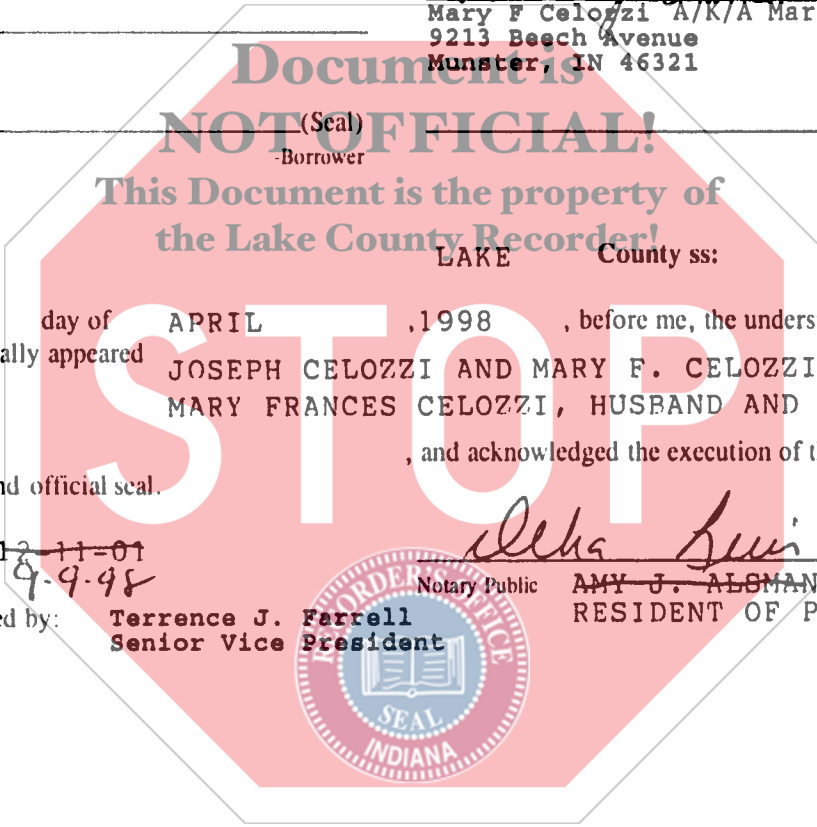 Mary F Celozzi A/K/A Mar
9213 Beech Avenue
Munster, IN 46321
Document is
NOT OFFICIAL!
(Seal)
-Borrower
This Document is the property of
the Lake County Recorder!
LAKE County ss:
day of APRIL ,1998 , before me, the unders
ally appeared
JOSEPH CELOZZI AND MARY F. CELOZZI
MARY FRANCES CELOZZI, HUSBAND AND
STOP
, and acknowledged the execution of t
nd official seal.
12-11-01
9-9-98
Notary Public AMY J. ALSMAN
RESIDENT OF P
ed by: Terrence J. Farrell
Senior Vice President
RECORDER'S OFFICE
SEAL
INDIANA